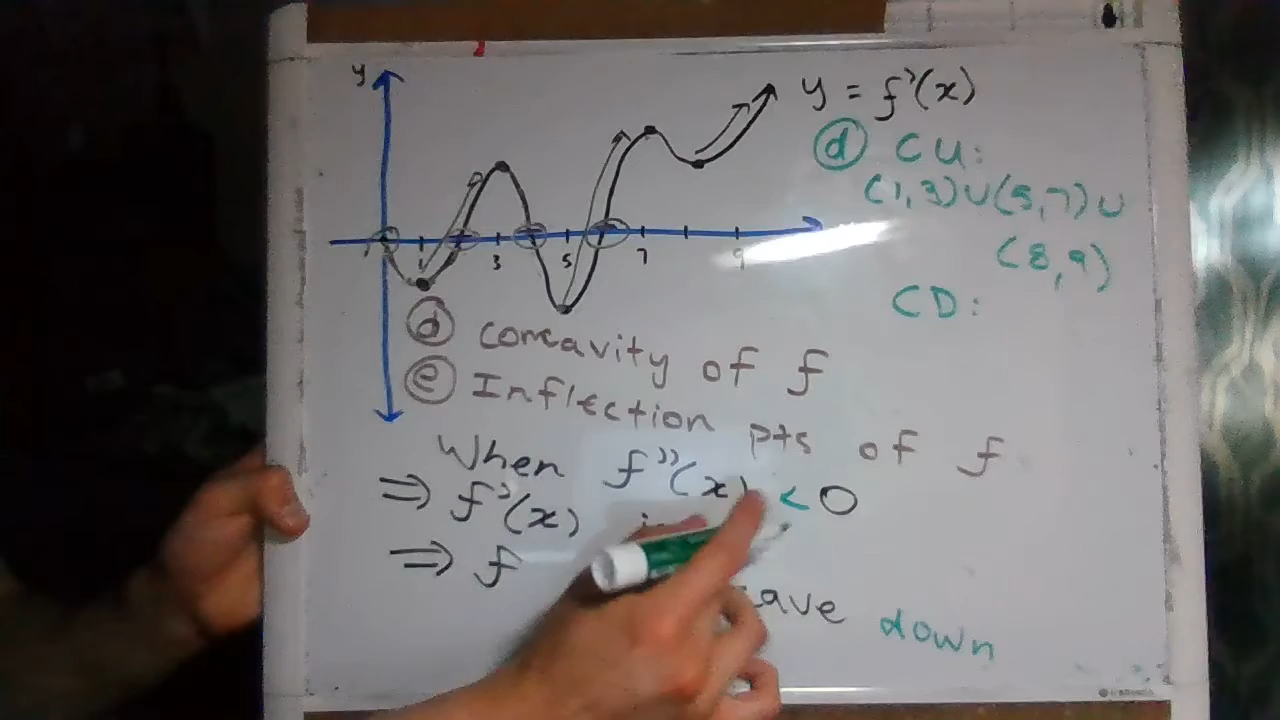 y
y = f'(x)
ⓓ CU:
(1,3)∪(5,7)∪
(8,9)
CD:
1 3 5 7 9
ⓓ Concavity of f
ⓔ Inflection pts of f
When f''(x) < 0
⇒ f'(x)
⇒ f
down